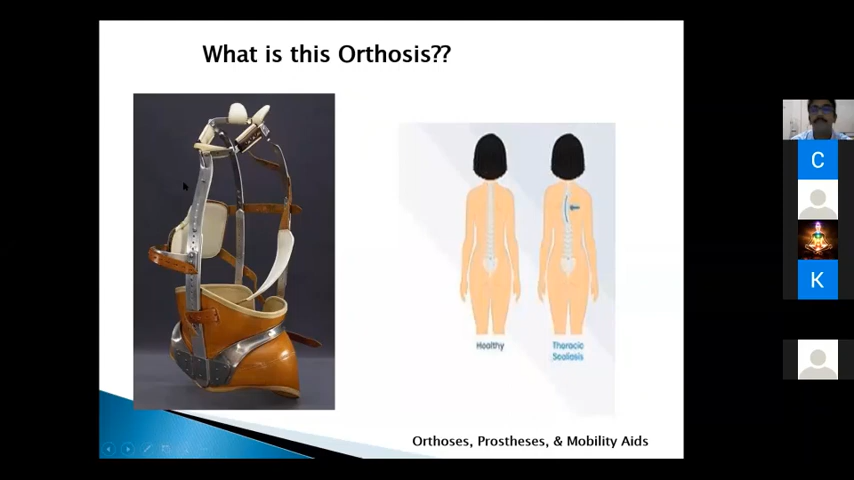 What is this Orthosis??
C
Healthy
Thoracic
Scoliosis
K
Orthoses, Prostheses, & Mobility Aids